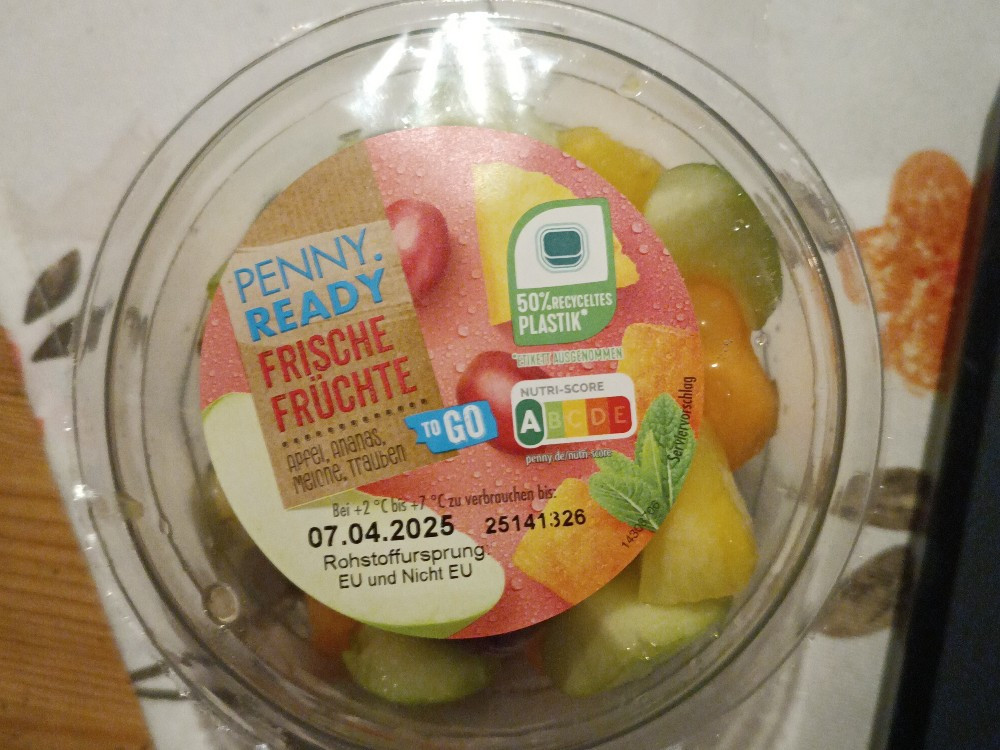 PENNY.
READY
FRISCHE
FRÜCHTE
TO GO
Apfel, Ananas,
Melone, Trauben
50% RECYCELTES
PLASTIK*
*ETIKETT AUSGENOMMEN
NUTRI-SCORE
A B C D E
penny.de/nutri-score
Serviervorschlag
Bei +2 °C bis +7 °C zu verbrauchen bis:
07.04.2025 25141326
Rohstoffursprung:
EU und Nicht EU